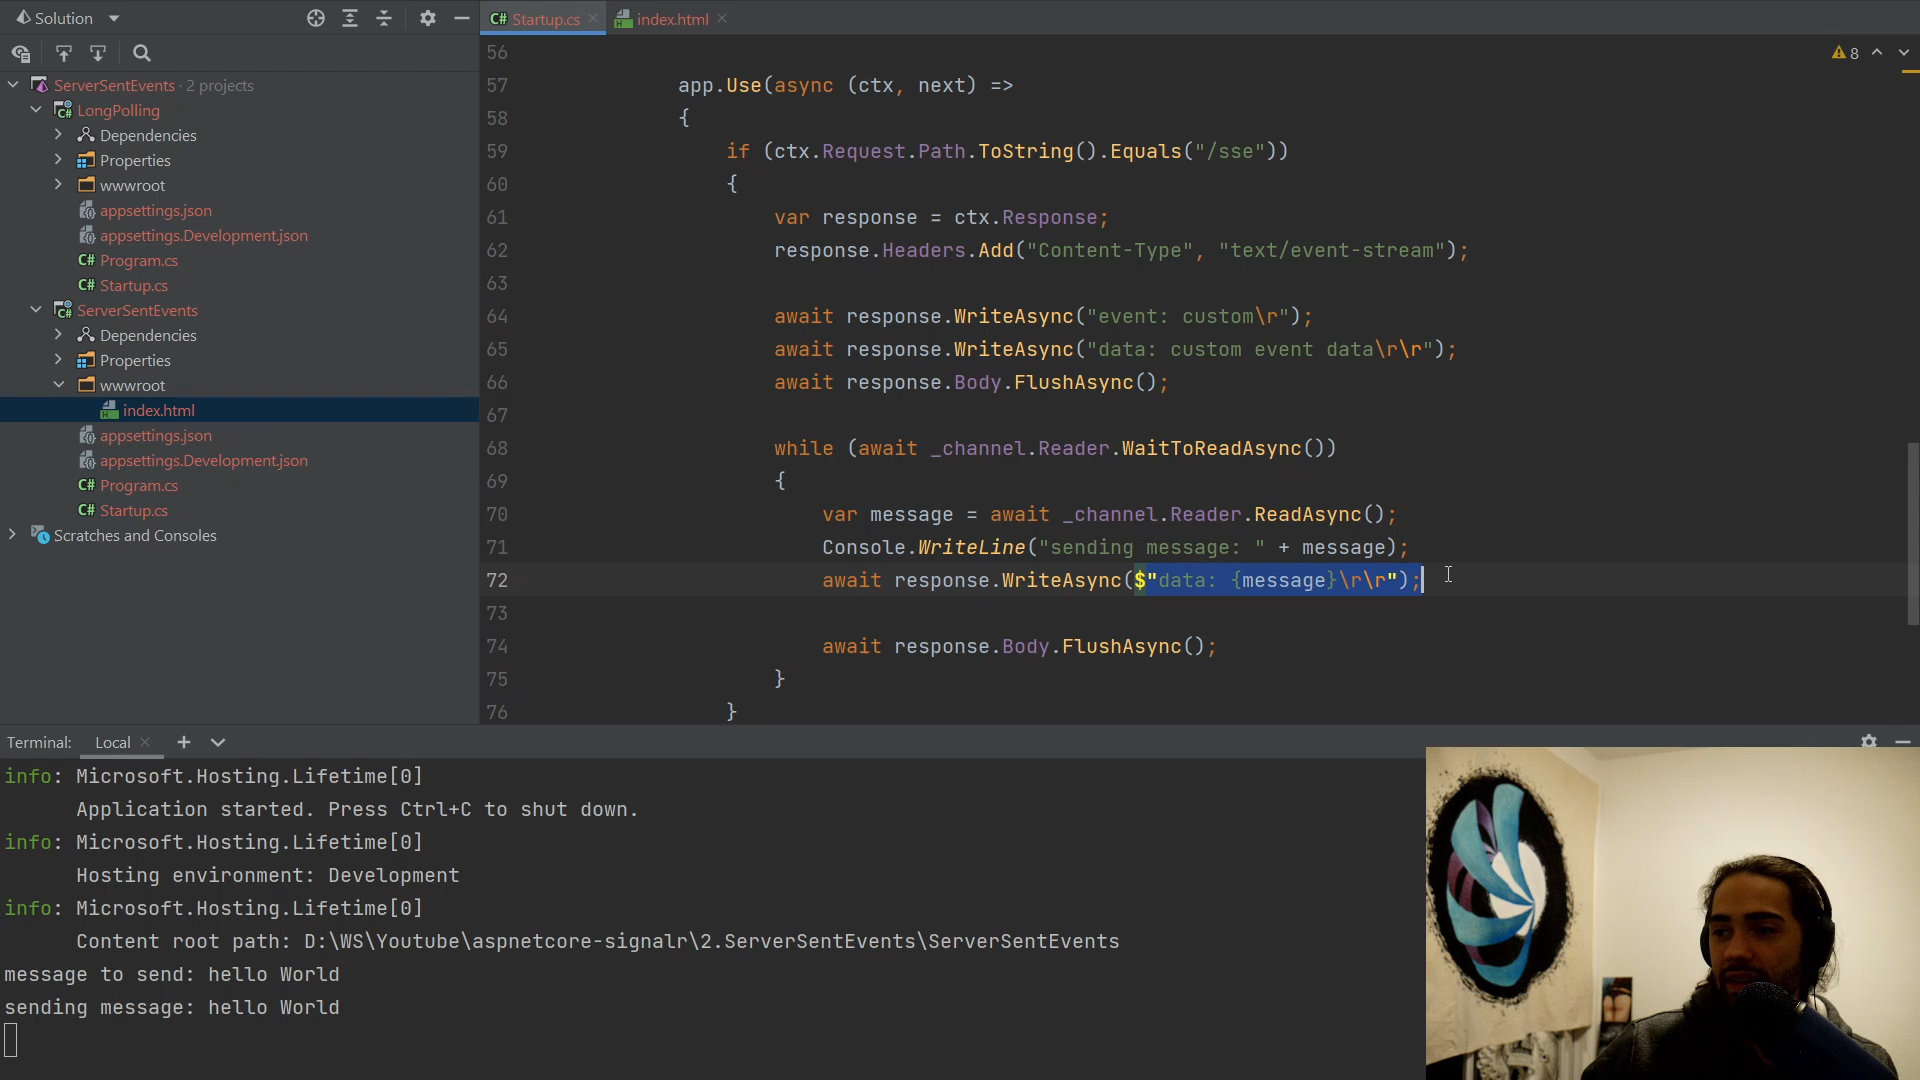 Solution
C# Startup.cs
index.html
ServerSentEvents · 2 projects
LongPolling
Dependencies
Properties
wwwroot
appsettings.json
appsettings.Development.json
C# Program.cs
C# Startup.cs
ServerSentEvents
Dependencies
Properties
wwwroot
index.html
appsettings.json
appsettings.Development.json
C# Program.cs
C# Startup.cs
Scratches and Consoles
8
56
57 app.Use(async (ctx, next) =>
58 {
59 if (ctx.Request.Path.ToString().Equals("/sse"))
60 {
61 var response = ctx.Response;
62 response.Headers.Add("Content-Type", "text/event-stream");
63
64 await response.WriteAsync("event: custom\r");
65 await response.WriteAsync("data: custom event data\r\r");
66 await response.Body.FlushAsync();
67
68 while (await _channel.Reader.WaitToReadAsync())
69 {
70 var message = await _channel.Reader.ReadAsync();
71 Console.WriteLine("sending message: " + message);
72 await response.WriteAsync($"data: {message}\r\r");
73
74 await response.Body.FlushAsync();
75 }
76 }
Terminal: Local
info: Microsoft.Hosting.Lifetime[0]
Application started. Press Ctrl+C to shut down.
info: Microsoft.Hosting.Lifetime[0]
Hosting environment: Development
info: Microsoft.Hosting.Lifetime[0]
Content root path: D:\WS\Youtube\aspnetcore-signalr\2.ServerSentEvents\ServerSentEvents
message to send: hello World
sending message: hello World